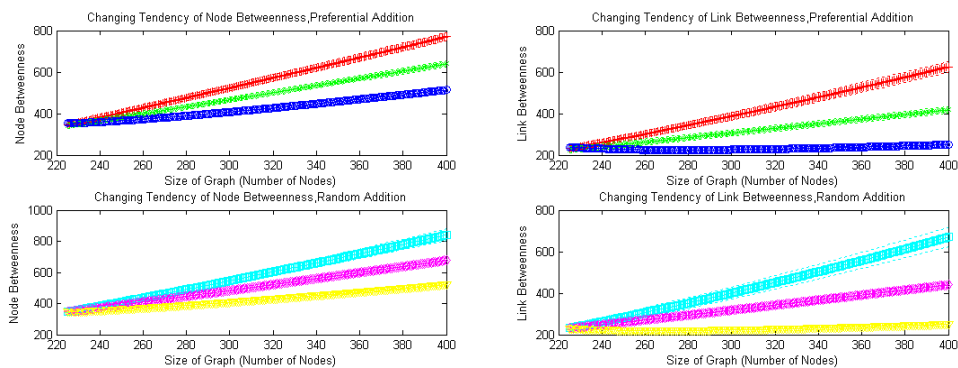 Changing Tendency of Node Betweenness,Preferential Addition
800
600
400
200
Node Betweenness
220 240 260 280 300 320 340 360 380 400
Size of Graph (Number of Nodes)
Changing Tendency of Link Betweenness,Preferential Addition
800
600
400
200
Link Betweenness
220 240 260 280 300 320 340 360 380 400
Size of Graph (Number of Nodes)
Changing Tendency of Node Betweenness,Random Addition
1000
800
600
400
200
Node Betweenness
220 240 260 280 300 320 340 360 380 400
Size of Graph (Number of Nodes)
Changing Tendency of Link Betweenness,Random Addition
800
600
400
200
Link Betweenness
220 240 260 280 300 320 340 360 380 400
Size of Graph (Number of Nodes)